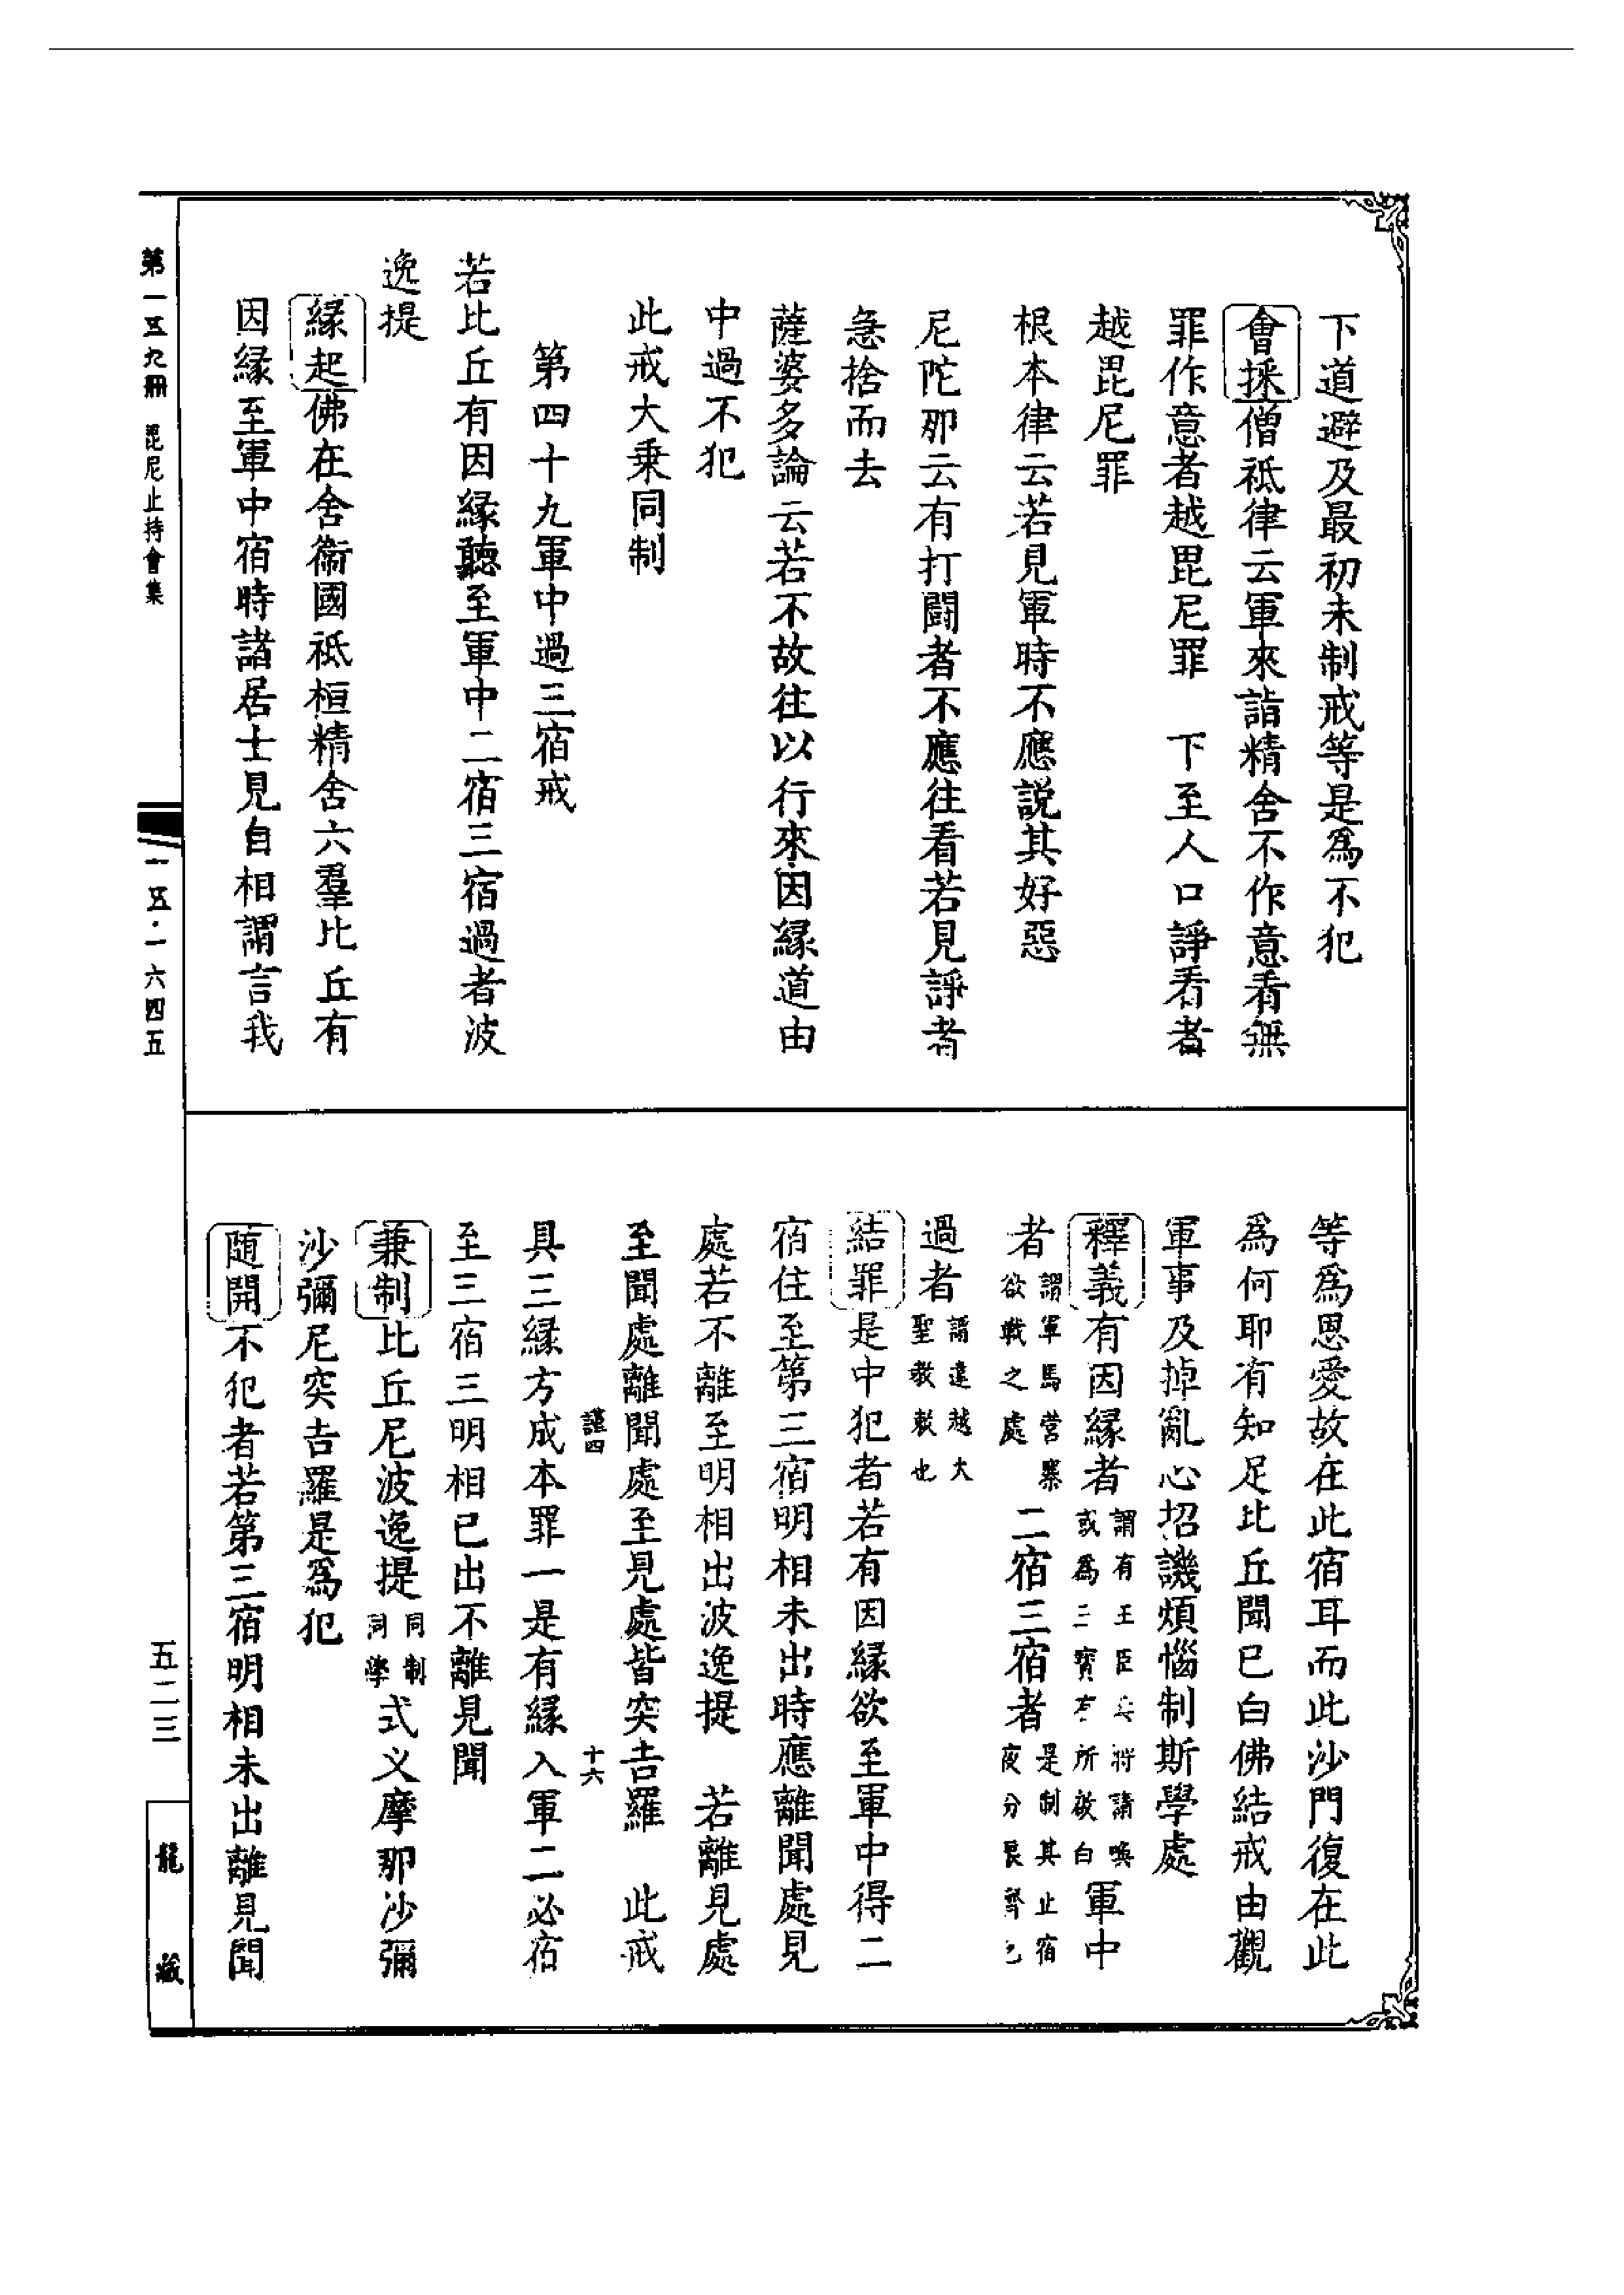 下道避及最初未制戒等是爲不犯
會採僧祇律云軍來詣精舍不作意看無
罪作意者越毘尼罪　下至人口諍看者
越毘尼罪
根本律云若見軍時不應説其好惡
尼陀那云有打鬪者不應往看若見諍者
急捨而去
薩婆多論云若不故往以行來因緣道由
中過不犯
此戒大乘同制
第四十九軍中過三宿戒
若比丘有因緣聽至軍中二宿三宿過者波
逸提
緣起佛在舍衞國祇桓精舍六羣比丘有
因緣至軍中宿時諸居士見自相謂言我
等爲思愛故在此宿耳而此沙門復在此
爲何耶有知足比丘聞已白佛結戒由觀
軍事及掉亂心招譏煩惱制斯學處
釋義有因緣者謂有王臣兵將請喚或爲三寶有所啟白軍中
者謂軍馬營寨欲戰之處二宿三宿者是制其止宿夜分限齊也
過者謂違越大聖教敕也
結罪是中犯者若有因緣欲至軍中得二
宿住至第三宿明相未出時應離聞處見
處若不離至明相出波逸提　若離見處
至聞處離聞處至見處皆突吉羅　此戒
謹四
十六
具三緣方成本罪一是有緣入軍二必宿
至三宿三明相已出不離見聞
兼制比丘尼波逸提同制同學式义摩那沙彌
沙彌尼突吉羅是爲犯
随開不犯者若第三宿明相未出離見聞
第一五九冊　毘尼止持會集
一五·一六四五
五二三
龍藏